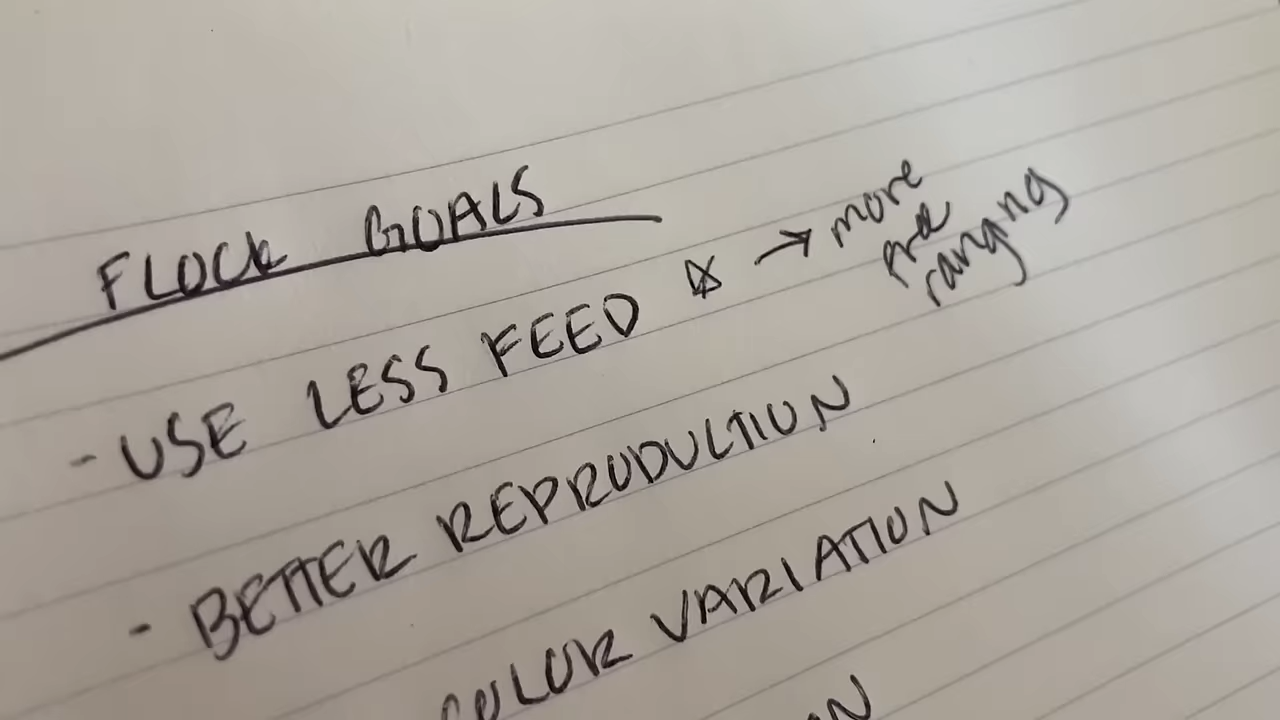 FLOCK GOALS
- USE LESS FEED ☆ → more
free
ranging
- BETTER REPRODUCTION
COLOR VARIATION